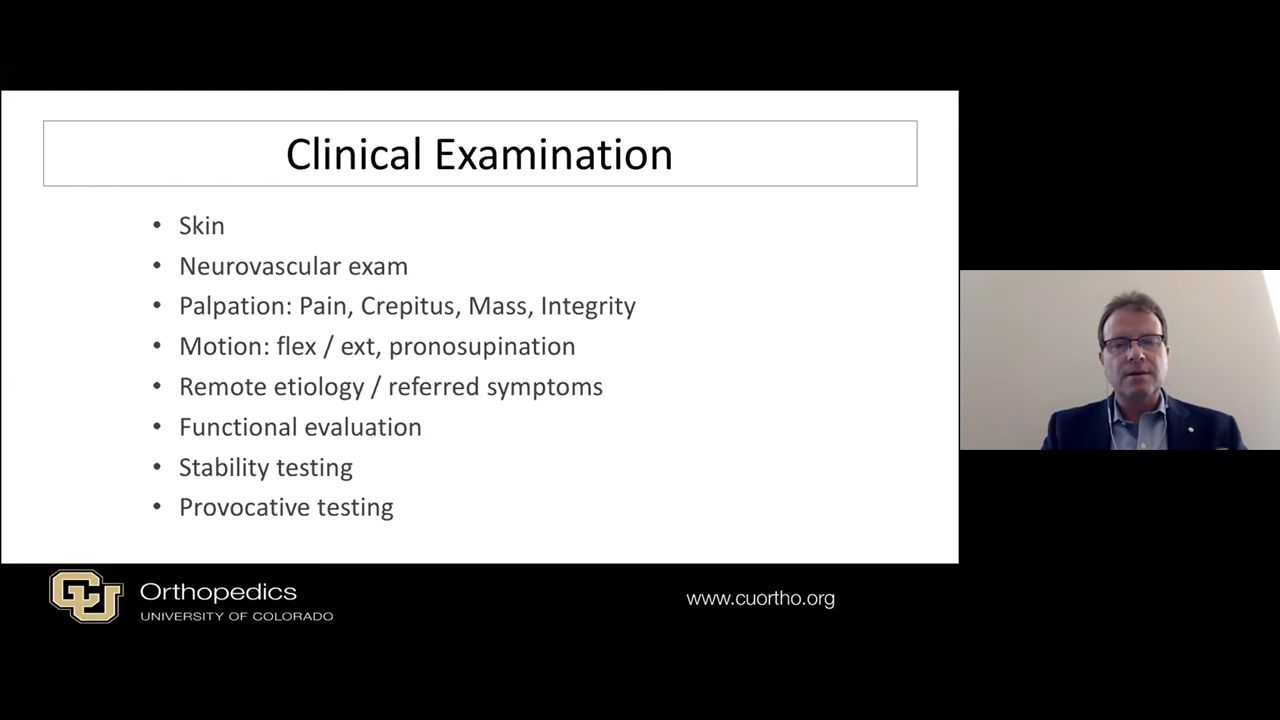 Clinical Examination
• Skin
• Neurovascular exam
• Palpation: Pain, Crepitus, Mass, Integrity
• Motion: flex / ext, pronosupination
• Remote etiology / referred symptoms
• Functional evaluation
• Stability testing
• Provocative testing
CU
Orthopedics
UNIVERSITY OF COLORADO
www.cuortho.org